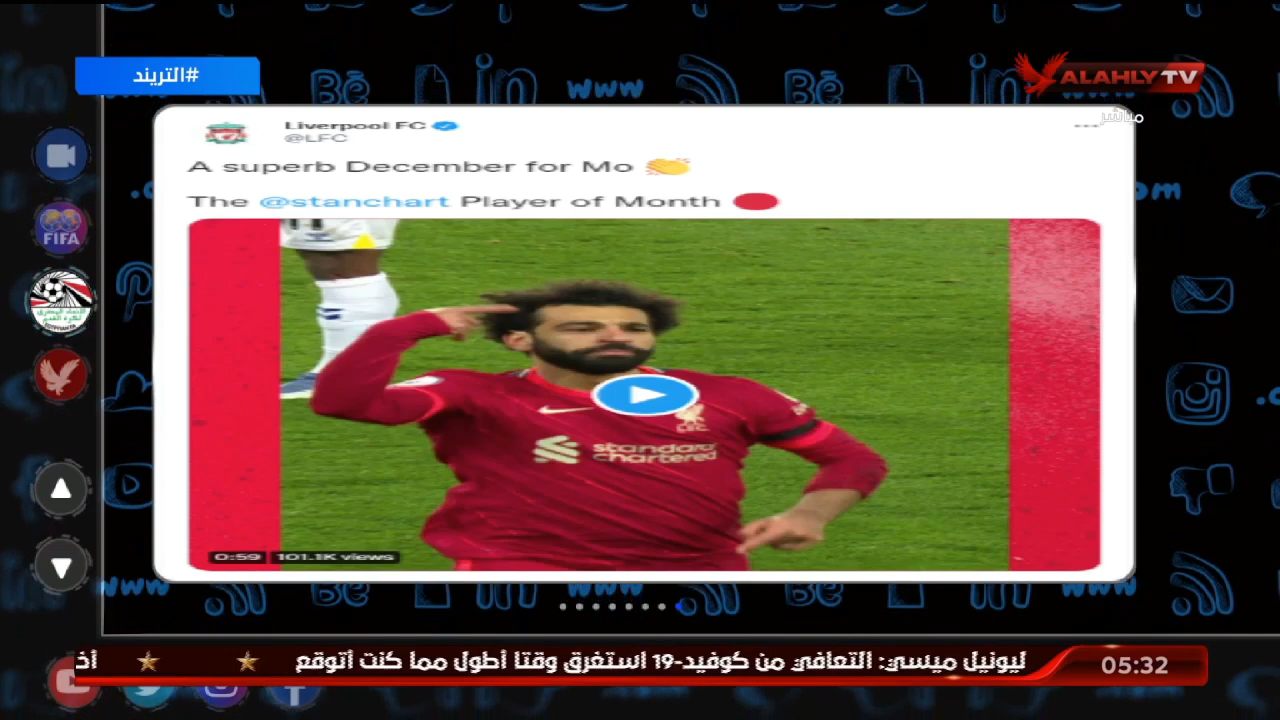 #التريند
ALAHLY TV
مباشر
Liverpool FC
@LFC
A superb December for Mo 👏
The @stanchart Player of Month 🔴
FIFA
standard
chartered
L.F.C.
0:59 101.1K views
ليونيل ميسي: التعافي من كوفيد-19 استغرق وقتا أطول مما كنت أتوقع
05:32